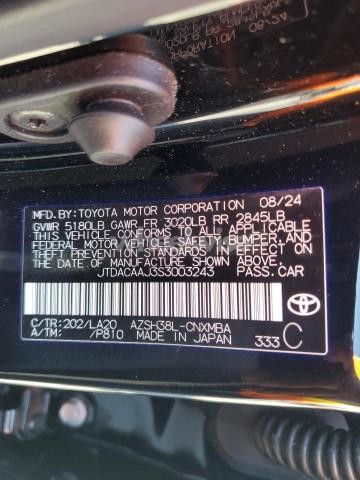 MFD.BY:TOYOTA MOTOR CORPORATION 08/24
GVWR 5180LB GAWR FR 3020LB RR 2845LB
THIS VEHICLE CONFORMS TO ALL APPLICABLE
FEDERAL MOTOR VEHICLE SAFETY, BUMPER, AND
THEFT PREVENTION STANDARDS IN EFFECT ON
THE DATE OF MANUFACTURE SHOWN ABOVE.
JTDACAAJ3S3003243 PASS.CAR
TOYOTA
C/TR:202/LA20 AZSH38L-CNXMBA
A/TM: /P810 MADE IN JAPAN 333 C